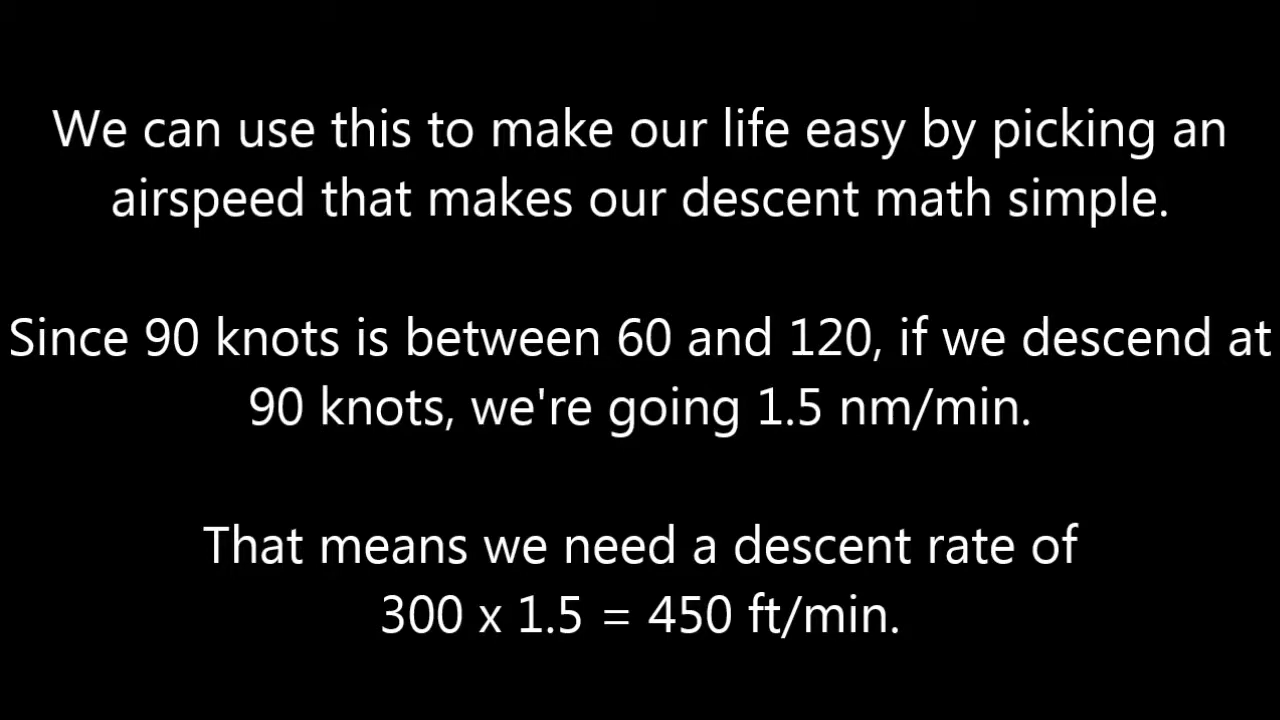 We can use this to make our life easy by picking an
airspeed that makes our descent math simple.
Since 90 knots is between 60 and 120, if we descend at
90 knots, we're going 1.5 nm/min.
That means we need a descent rate of
300 x 1.5 = 450 ft/min.